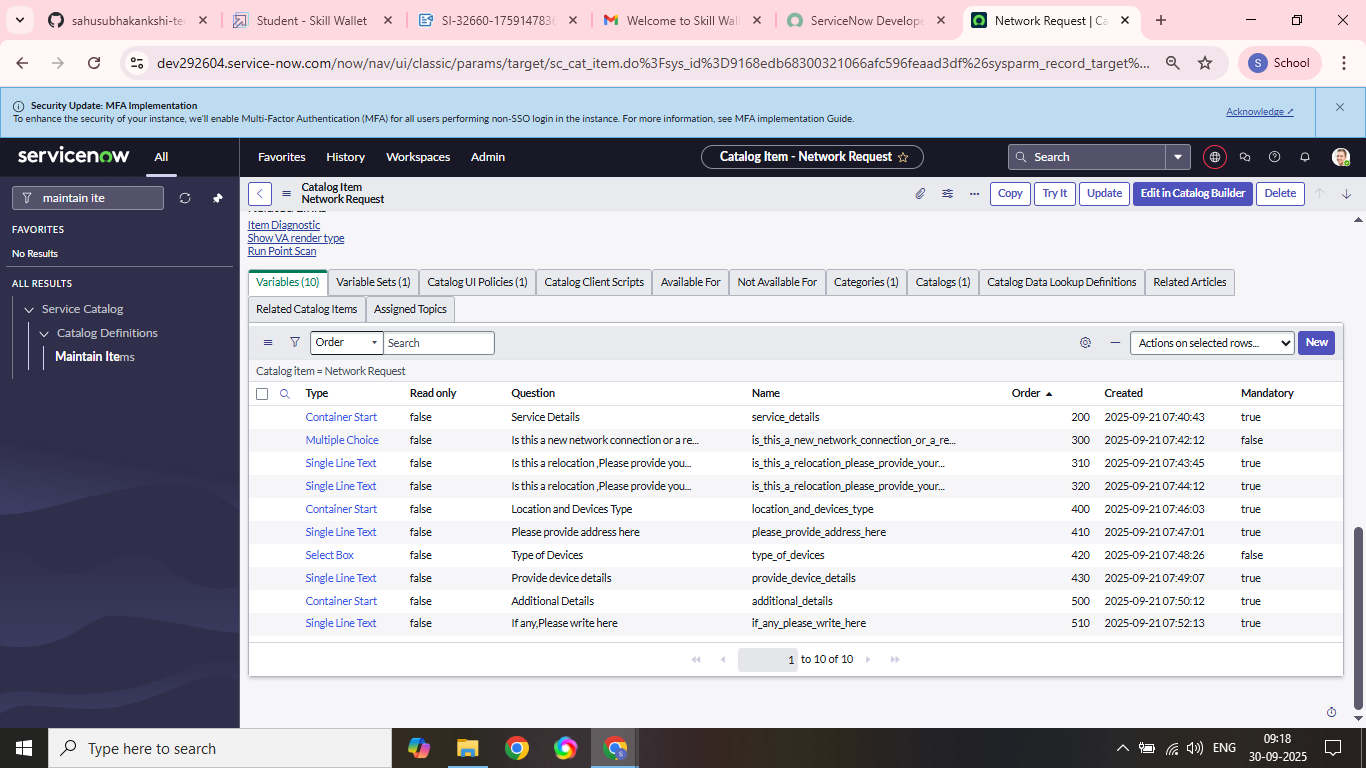 sahusubhakankshi-te
Student - Skill Wallet
SI-32660-1759147836
Welcome to Skill Wal
ServiceNow Develope
Network Request | Ca
dev292604.service-now.com/now/nav/ui/classic/params/target/sc_cat_item.do%3Fsys_id%3D9168edb68300321066afc596feaad3df%26sysparm_record_target%...
S School
Security Update: MFA Implementation
To enhance the security of your instance, we'll enable Multi-Factor Authentication (MFA) for all users performing non-SSO login in the instance. For more information, see MFA implementation Guide.
Acknowledge
servicenow All Favorites History Workspaces Admin
Catalog Item - Network Request
Search
maintain ite
FAVORITES
No Results
ALL RESULTS
Service Catalog
Catalog Definitions
Maintain Items
Catalog Item
Network Request
Copy Try It Update Edit in Catalog Builder Delete
Related Links
Item Diagnostic
Show VA render type
Run Point Scan
Variables (10) Variable Sets (1) Catalog UI Policies (1) Catalog Client Scripts Available For Not Available For Categories (1) Catalogs (1) Catalog Data Lookup Definitions Related Articles
Related Catalog Items Assigned Topics
Order Search Actions on selected rows... New
Catalog item = Network Request
Type Read only Question Name Order Created Mandatory
Container Start false Service Details service_details 200 2025-09-21 07:40:43 true
Multiple Choice false Is this a new network connection or a re... is_this_a_new_network_connection_or_a_re... 300 2025-09-21 07:42:12 false
Single Line Text false Is this a relocation ,Please provide you... is_this_a_relocation_please_provide_your... 310 2025-09-21 07:43:45 true
Single Line Text false Is this a relocation ,Please provide you... is_this_a_relocation_please_provide_your... 320 2025-09-21 07:44:12 true
Container Start false Location and Devices Type location_and_devices_type 400 2025-09-21 07:46:03 true
Single Line Text false Please provide address here please_provide_address_here 410 2025-09-21 07:47:01 true
Select Box false Type of Devices type_of_devices 420 2025-09-21 07:48:26 false
Single Line Text false Provide device details provide_device_details 430 2025-09-21 07:49:07 true
Container Start false Additional Details additional_details 500 2025-09-21 07:50:12 true
Single Line Text false If any,Please write here if_any_please_write_here 510 2025-09-21 07:52:13 true
1 to 10 of 10
Type here to search
S
ENG
09:18
30-09-2025